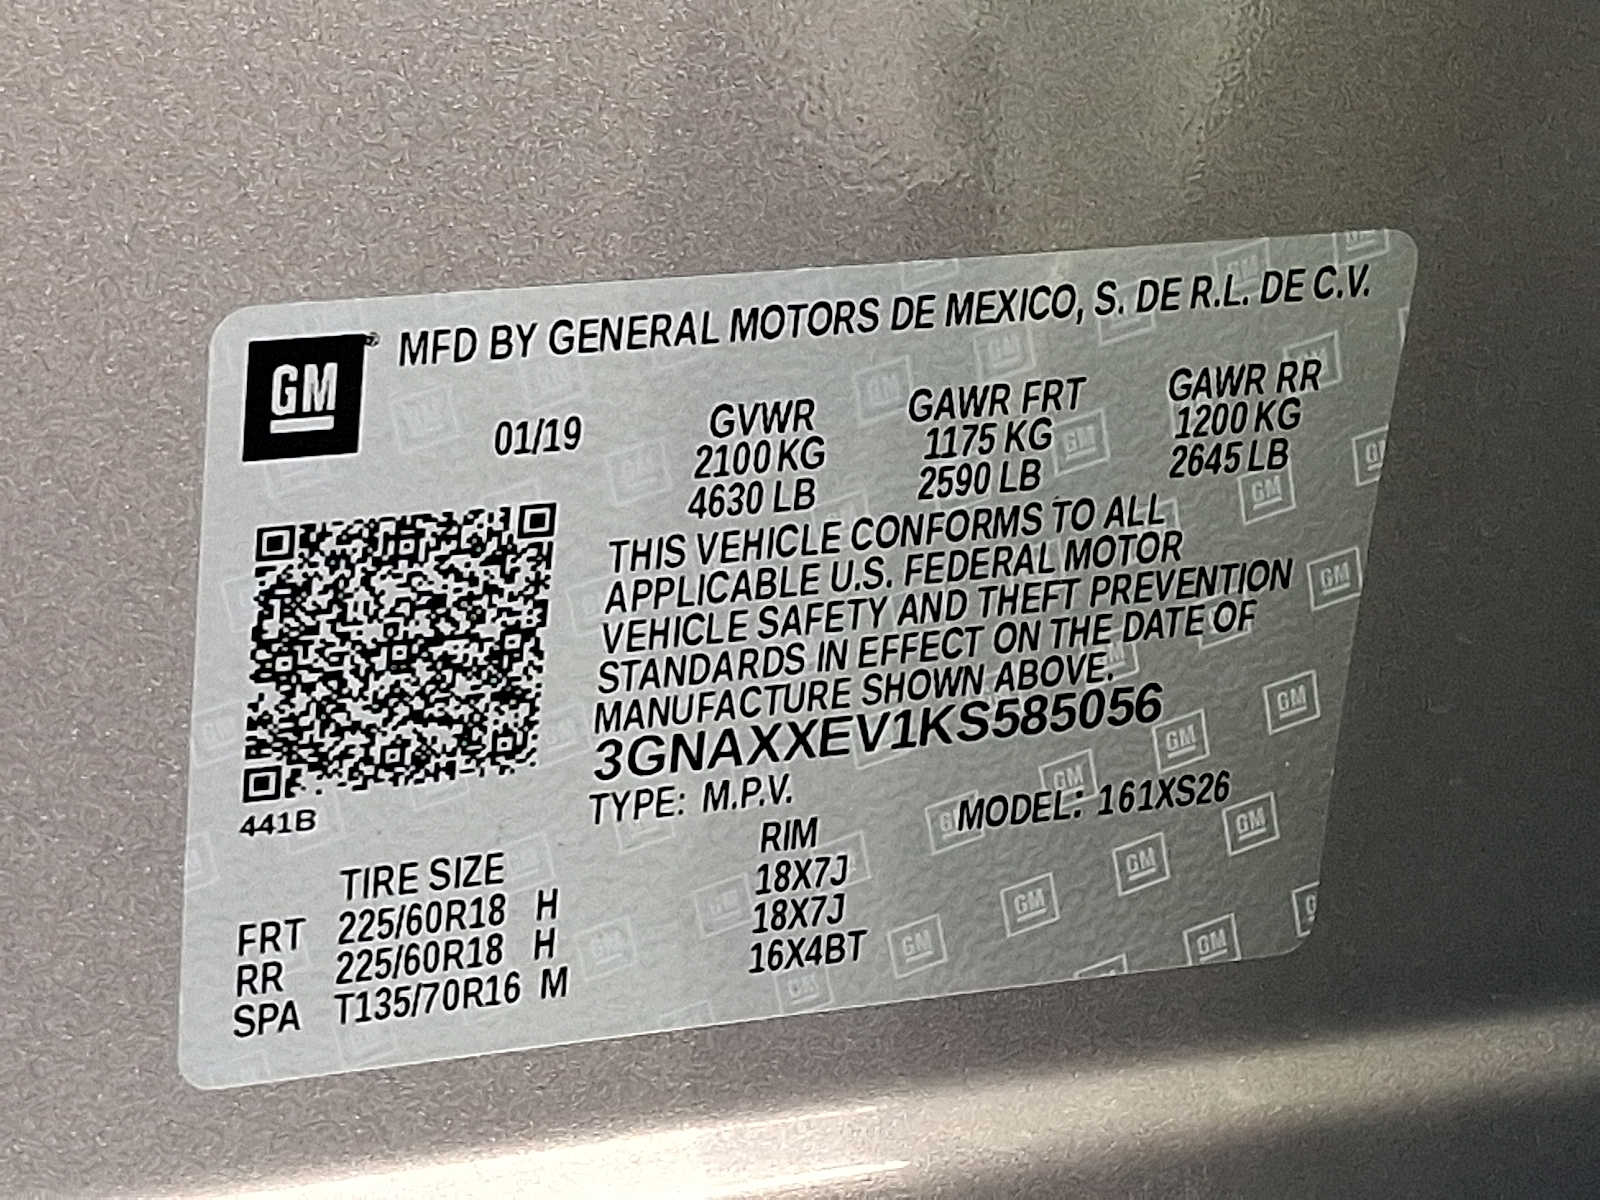 GM MFD BY GENERAL MOTORS DE MEXICO, S. DE R.L. DE C.V.
01/19 GVWR GAWR FRT GAWR RR
2100 KG 1175 KG 1200 KG
4630 LB 2590 LB 2645 LB
THIS VEHICLE CONFORMS TO ALL
APPLICABLE U.S. FEDERAL MOTOR
VEHICLE SAFETY AND THEFT PREVENTION
STANDARDS IN EFFECT ON THE DATE OF
MANUFACTURE SHOWN ABOVE.
3GNAXXEV1KS585056
441B
TYPE: M.P.V. MODEL: 161XS26
TIRE SIZE RIM
FRT 225/60R18 H 18X7J
RR 225/60R18 H 18X7J
SPA T135/70R16 M 16X4BT